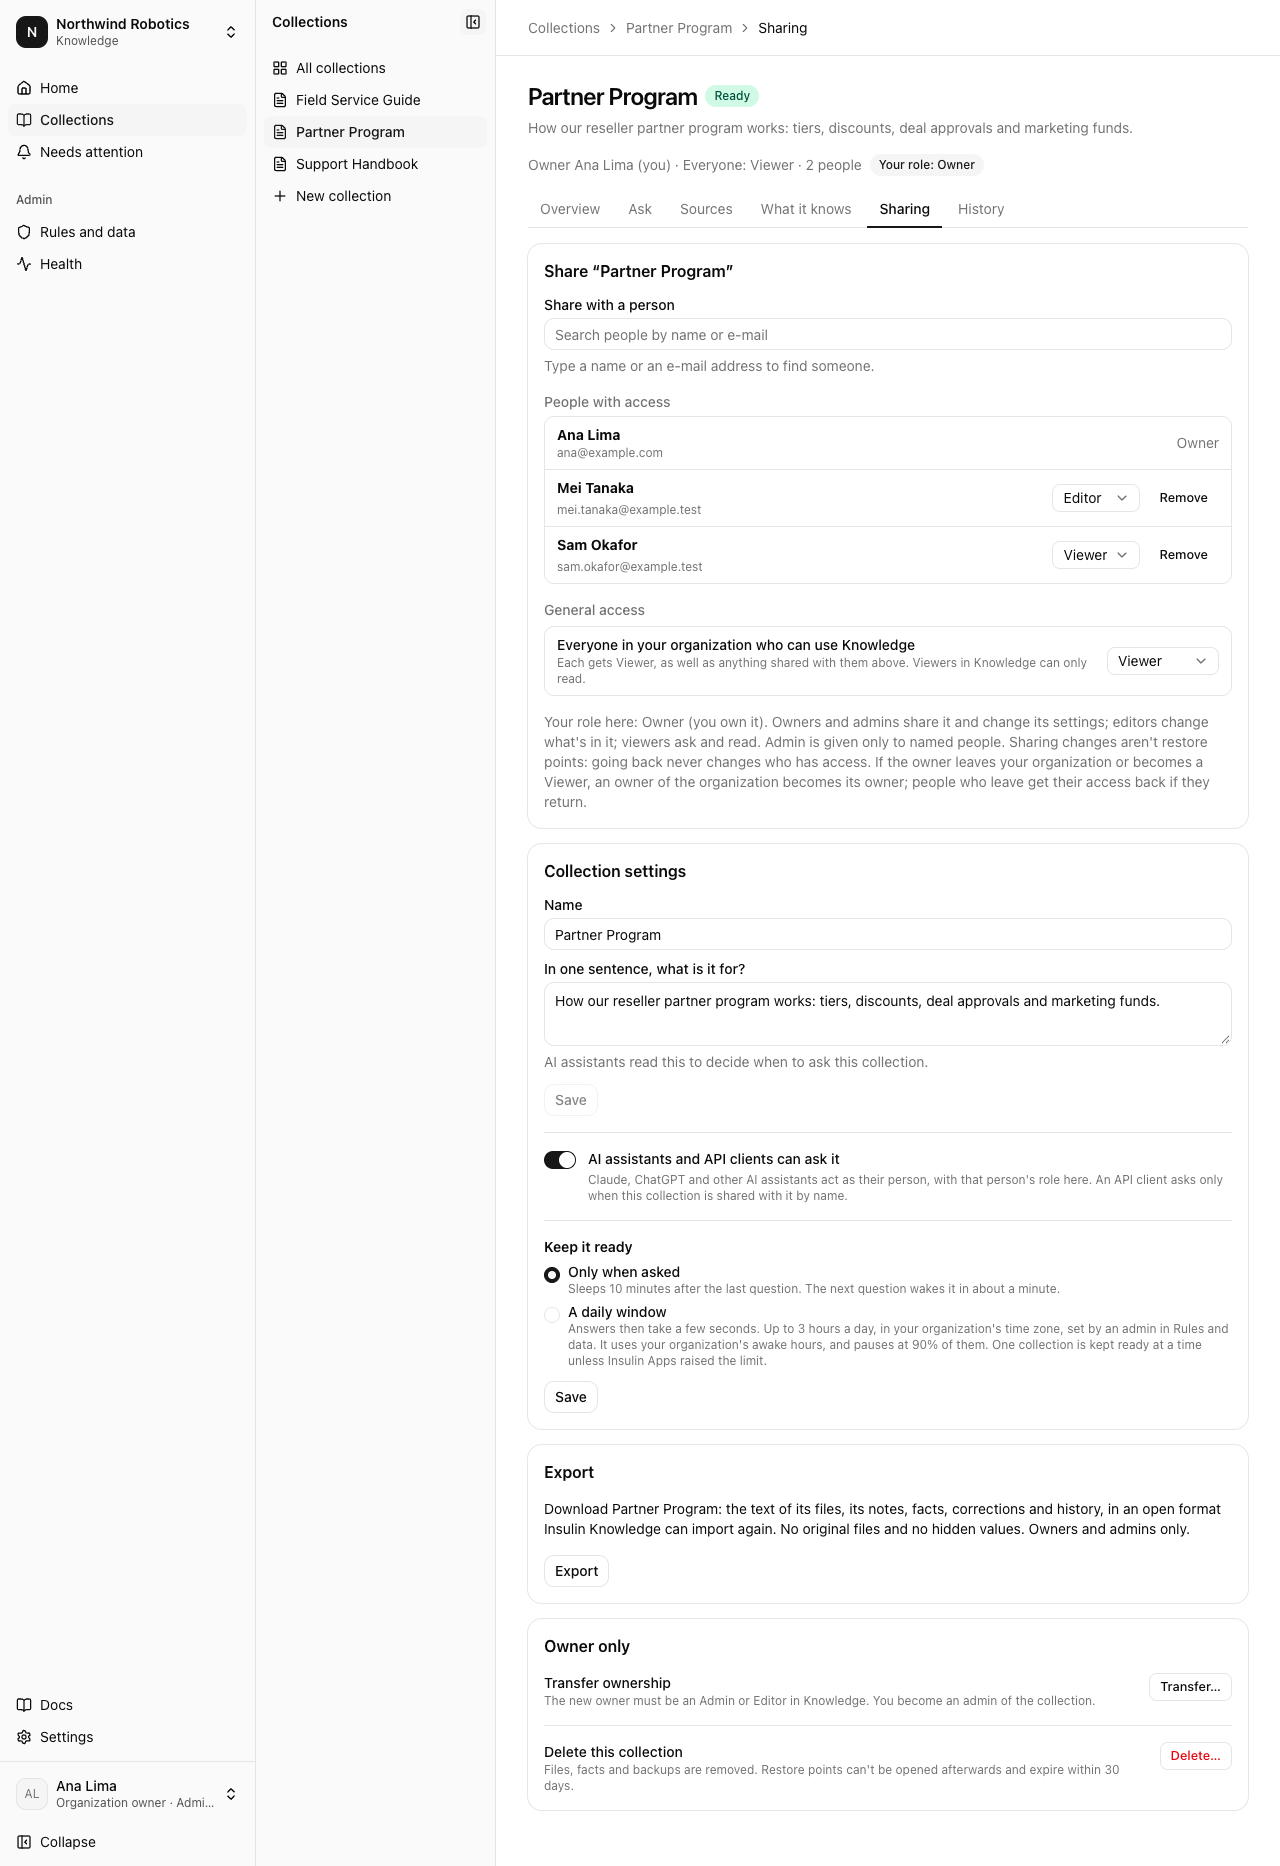 N
Northwind Robotics
Knowledge
Home
Collections
Needs attention
Admin
Rules and data
Health
Docs
Settings
AL
Ana Lima
Organization owner · Admi...
Collapse
Collections
All collections
Field Service Guide
Partner Program
Support Handbook
New collection
Collections > Partner Program > Sharing
Partner Program Ready
How our reseller partner program works: tiers, discounts, deal approvals and marketing funds.
Owner Ana Lima (you) · Everyone: Viewer · 2 people Your role: Owner
Overview Ask Sources What it knows Sharing History
Share “Partner Program”
Share with a person
Search people by name or e-mail
Type a name or an e-mail address to find someone.
People with access
Ana Lima
ana@example.com
Owner
Mei Tanaka
mei.tanaka@example.test
Editor Remove
Sam Okafor
sam.okafor@example.test
Viewer Remove
General access
Everyone in your organization who can use Knowledge
Each gets Viewer, as well as anything shared with them above. Viewers in Knowledge can only
read.
Viewer
Your role here: Owner (you own it). Owners and admins share it and change its settings; editors change
what's in it; viewers ask and read. Admin is given only to named people. Sharing changes aren't restore
points: going back never changes who has access. If the owner leaves your organization or becomes a
Viewer, an owner of the organization becomes its owner; people who leave get their access back if they
return.
Collection settings
Name
Partner Program
In one sentence, what is it for?
How our reseller partner program works: tiers, discounts, deal approvals and marketing funds.
AI assistants read this to decide when to ask this collection.
Save
AI assistants and API clients can ask it
Claude, ChatGPT and other AI assistants act as their person, with that person's role here. An API client asks only
when this collection is shared with it by name.
Keep it ready
Only when asked
Sleeps 10 minutes after the last question. The next question wakes it in about a minute.
A daily window
Answers then take a few seconds. Up to 3 hours a day, in your organization's time zone, set by an admin in Rules and
data. It uses your organization's awake hours, and pauses at 90% of them. One collection is kept ready at a time
unless Insulin Apps raised the limit.
Save
Export
Download Partner Program: the text of its files, its notes, facts, corrections and history, in an open format
Insulin Knowledge can import again. No original files and no hidden values. Owners and admins only.
Export
Owner only
Transfer ownership
The new owner must be an Admin or Editor in Knowledge. You become an admin of the collection.
Transfer...
Delete this collection
Files, facts and backups are removed. Restore points can't be opened afterwards and expire within 30
days.
Delete...